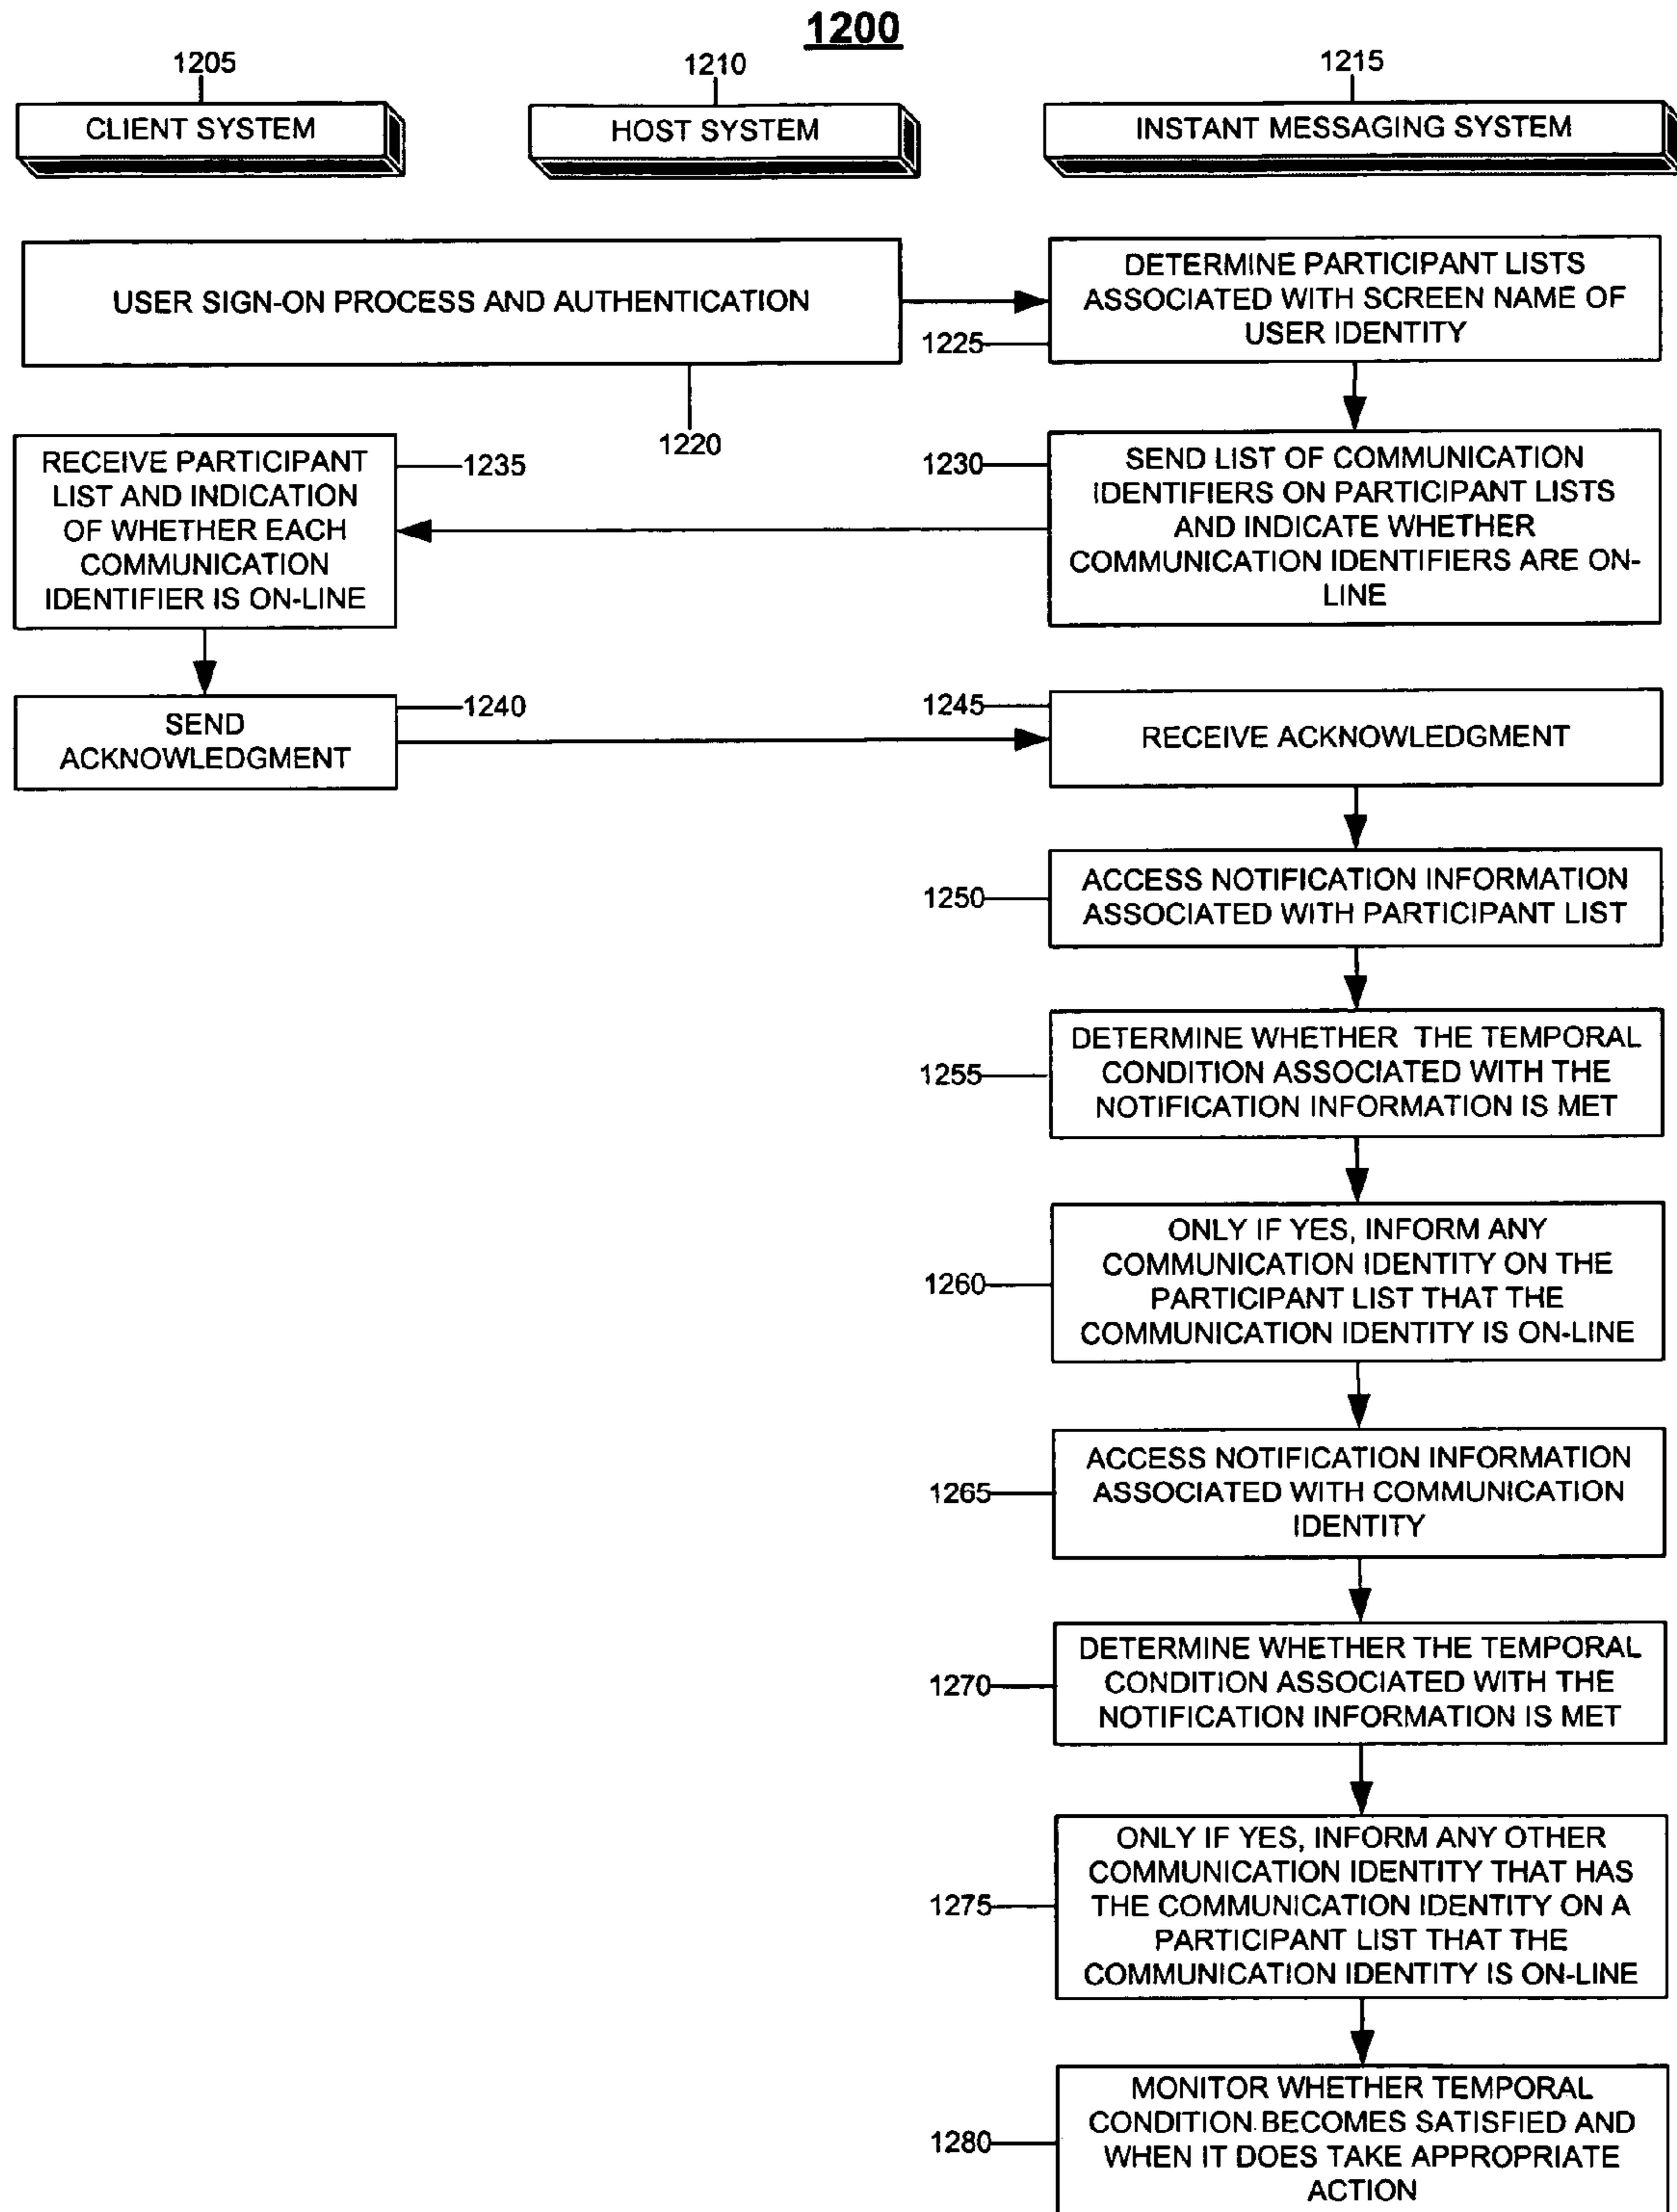 1200
1205
1210
1215
CLIENT SYSTEM
HOST SYSTEM
INSTANT MESSAGING SYSTEM
USER SIGN-ON PROCESS AND AUTHENTICATION
1220
DETERMINE PARTICIPANT LISTS
ASSOCIATED WITH SCREEN NAME OF
USER IDENTITY
1225
SEND LIST OF COMMUNICATION
IDENTIFIERS ON PARTICIPANT LISTS
AND INDICATE WHETHER
COMMUNICATION IDENTIFIERS ARE ON-
LINE
1230
RECEIVE PARTICIPANT
LIST AND INDICATION
OF WHETHER EACH
COMMUNICATION
IDENTIFIER IS ON-LINE
1235
SEND
ACKNOWLEDGMENT
1240
1245
RECEIVE ACKNOWLEDGMENT
1250
ACCESS NOTIFICATION INFORMATION
ASSOCIATED WITH PARTICIPANT LIST
1255
DETERMINE WHETHER THE TEMPORAL
CONDITION ASSOCIATED WITH THE
NOTIFICATION INFORMATION IS MET
1260
ONLY IF YES, INFORM ANY
COMMUNICATION IDENTITY ON THE
PARTICIPANT LIST THAT THE
COMMUNICATION IDENTITY IS ON-LINE
1265
ACCESS NOTIFICATION INFORMATION
ASSOCIATED WITH COMMUNICATION
IDENTITY
1270
DETERMINE WHETHER THE TEMPORAL
CONDITION ASSOCIATED WITH THE
NOTIFICATION INFORMATION IS MET
1275
ONLY IF YES, INFORM ANY OTHER
COMMUNICATION IDENTITY THAT HAS
THE COMMUNICATION IDENTITY ON A
PARTICIPANT LIST THAT THE
COMMUNICATION IDENTITY IS ON-LINE
1280
MONITOR WHETHER TEMPORAL
CONDITION BECOMES SATISFIED AND
WHEN IT DOES TAKE APPROPRIATE
ACTION